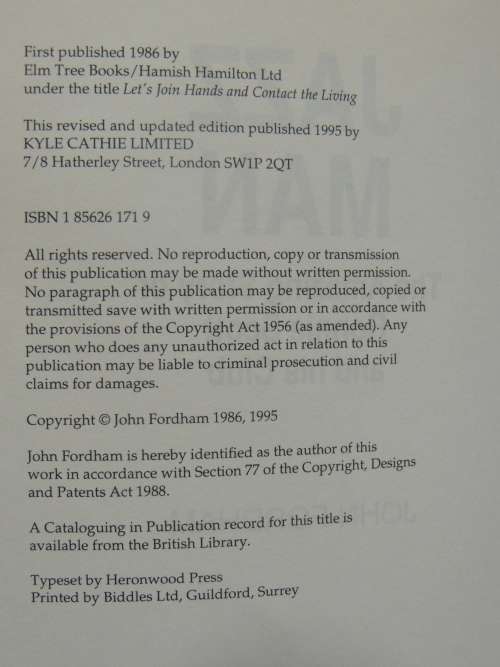 First published 1986 by
Elm Tree Books/Hamish Hamilton Ltd
under the title Let's Join Hands and Contact the Living
This revised and updated edition published 1995 by
KYLE CATHIE LIMITED
7/8 Hatherley Street, London SW1P 2QT
ISBN 1 85626 171 9
All rights reserved. No reproduction, copy or transmission
of this publication may be made without written permission.
No paragraph of this publication may be reproduced, copied or
transmitted save with written permission or in accordance with
the provisions of the Copyright Act 1956 (as amended). Any
person who does any unauthorized act in relation to this
publication may be liable to criminal prosecution and civil
claims for damages.
Copyright © John Fordham 1986, 1995
John Fordham is hereby identified as the author of this
work in accordance with Section 77 of the Copyright, Designs
and Patents Act 1988.
A Cataloguing in Publication record for this title is
available from the British Library.
Typeset by Heronwood Press
Printed by Biddles Ltd, Guildford, Surrey